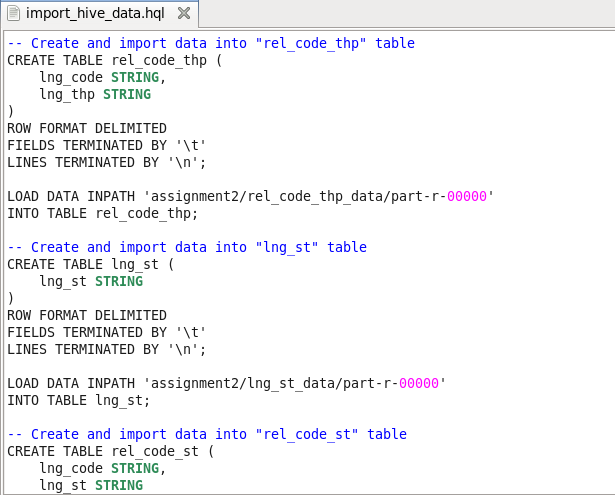 import_hive_data.hql
-- Create and import data into "rel_code_thp" table
CREATE TABLE rel_code_thp (
    lng_code STRING,
    lng_thp STRING
)
ROW FORMAT DELIMITED
FIELDS TERMINATED BY '\t'
LINES TERMINATED BY '\n';

LOAD DATA INPATH 'assignment2/rel_code_thp_data/part-r-00000'
INTO TABLE rel_code_thp;

-- Create and import data into "lng_st" table
CREATE TABLE lng_st (
    lng_st STRING
)
ROW FORMAT DELIMITED
FIELDS TERMINATED BY '\t'
LINES TERMINATED BY '\n';

LOAD DATA INPATH 'assignment2/lng_st_data/part-r-00000'
INTO TABLE lng_st;

-- Create and import data into "rel_code_st" table
CREATE TABLE rel_code_st (
    lng_code STRING,
    lng_st STRING